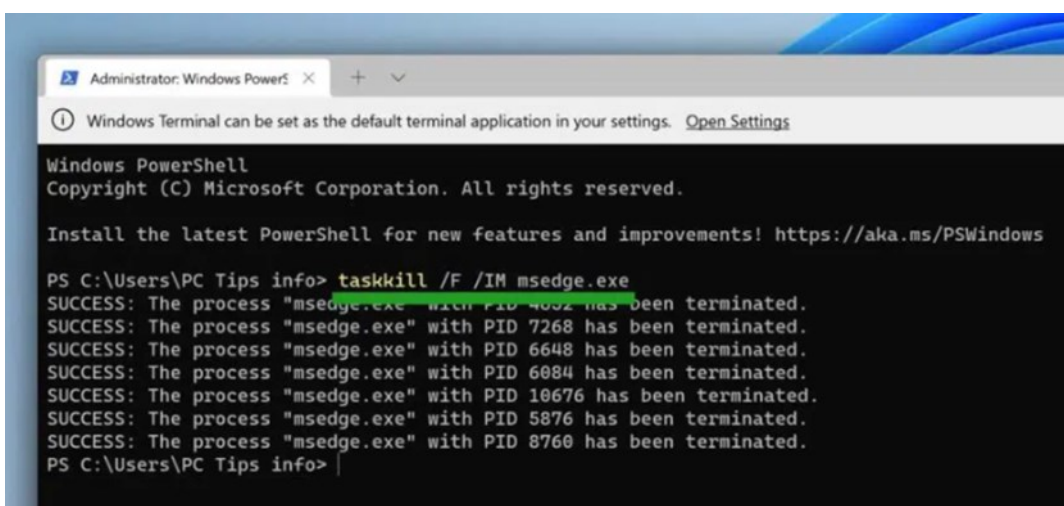 Administrator: Windows PowerS
Windows Terminal can be set as the default terminal application in your settings. Open Settings
Windows PowerShell
Copyright (C) Microsoft Corporation. All rights reserved.
Install the latest PowerShell for new features and improvements! https://aka.ms/PSWindows
PS C:\Users\PC Tips info> taskkill /F /IM msedge.exe
SUCCESS: The process "msedge.exe" with PID 4632 has been terminated.
SUCCESS: The process "msedge.exe" with PID 7268 has been terminated.
SUCCESS: The process "msedge.exe" with PID 6648 has been terminated.
SUCCESS: The process "msedge.exe" with PID 6084 has been terminated.
SUCCESS: The process "msedge.exe" with PID 10676 has been terminated.
SUCCESS: The process "msedge.exe" with PID 5876 has been terminated.
SUCCESS: The process "msedge.exe" with PID 8760 has been terminated.
PS C:\Users\PC Tips info>